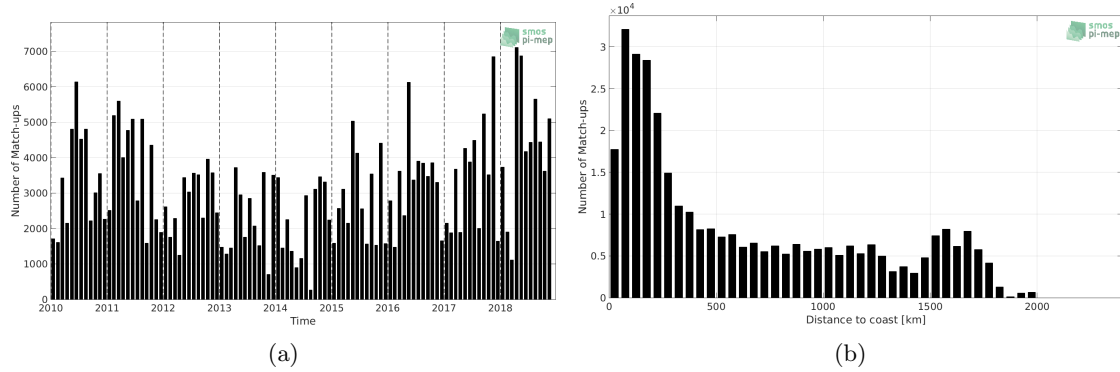 smos
pi-mep
7000
6000
5000
4000
3000
2000
1000
0
Number of Match-ups
2010 2011 2012 2013 2014 2015 2016 2017 2018
Time
(a)
×10⁴
smos
pi-mep
3
2.5
2
1.5
1
0.5
0
Number of Match-ups
0 500 1000 1500 2000
Distance to coast [km]
(b)